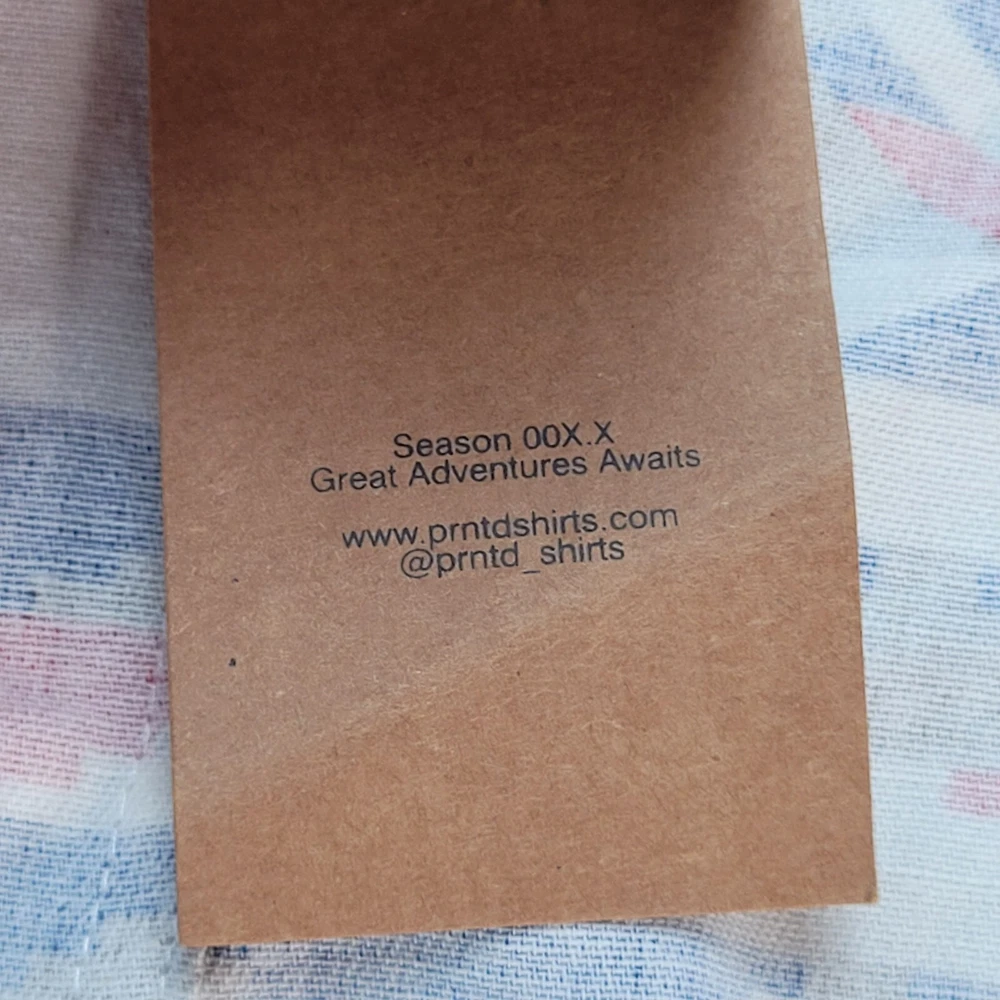 Season 00X.X
Great Adventures Awaits
www.prntdshirts.com
@prntd_shirts